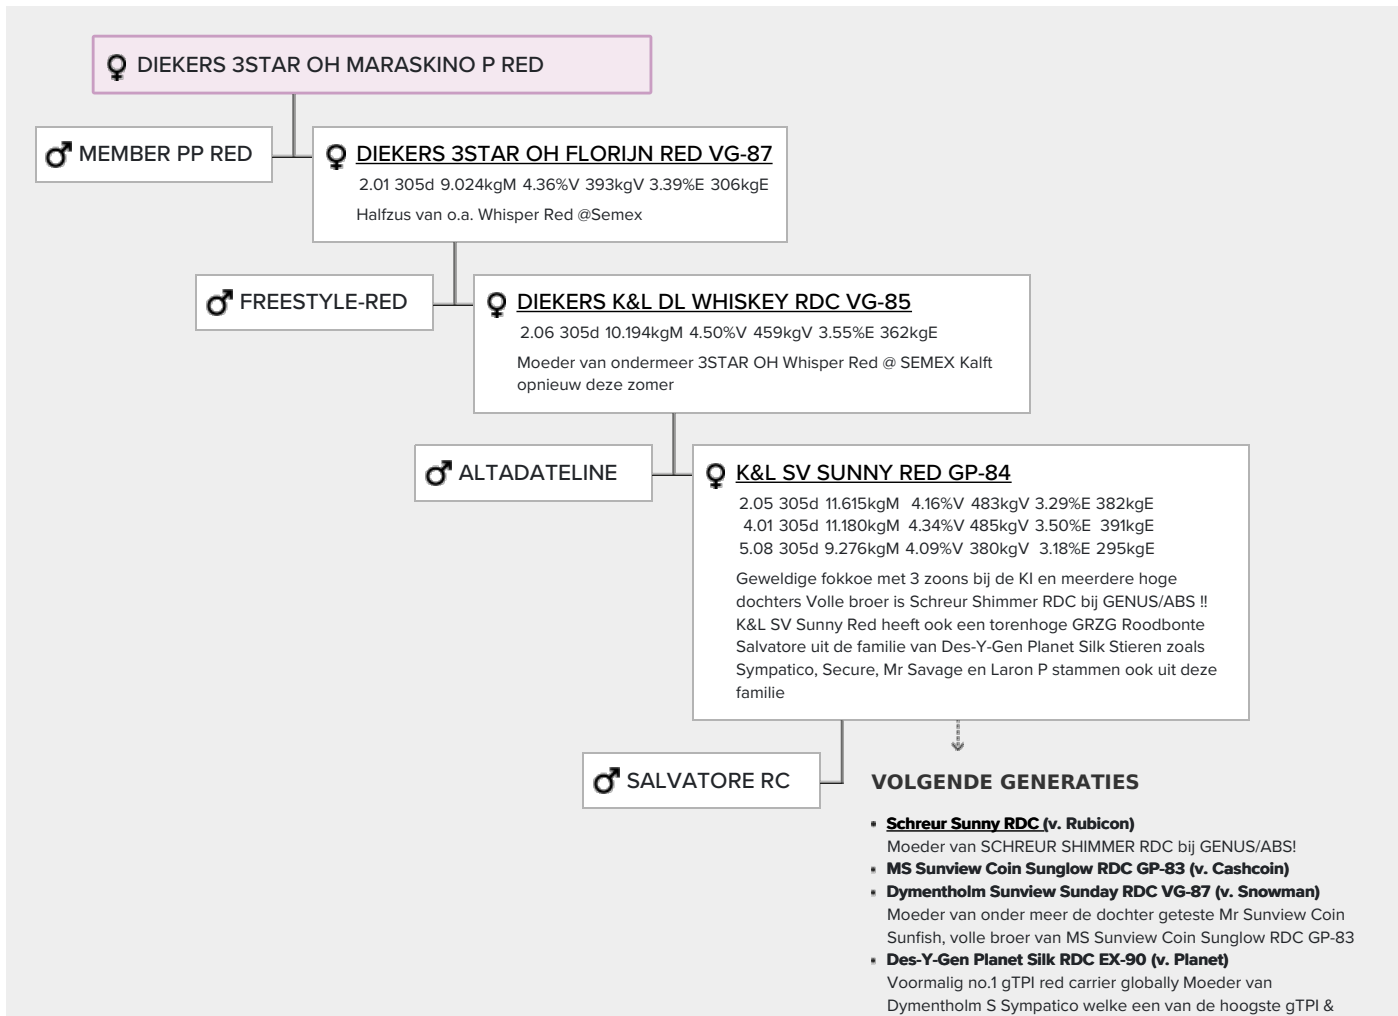 DIEKERS 3STAR OH MARASKINO P RED
MEMBER PP RED
DIEKERS 3STAR OH FLORIJN RED VG-87
2.01 305d 9.024kgM 4.36%V 393kgV 3.39%E 306kgE
Halfzus van o.a. Whisper Red @Semex
FREESTYLE-RED
DIEKERS K&L DL WHISKEY RDC VG-85
2.06 305d 10.194kgM 4.50%V 459kgV 3.55%E 362kgE
Moeder van ondermeer 3STAR OH Whisper Red @ SEMEX Kalft
opnieuw deze zomer
ALTADATELINE
K&L SV SUNNY RED GP-84
2.05 305d 11.615kgM 4.16%V 483kgV 3.29%E 382kgE
4.01 305d 11.180kgM 4.34%V 485kgV 3.50%E 391kgE
5.08 305d 9.276kgM 4.09%V 380kgV 3.18%E 295kgE
Geweldige fokkoe met 3 zoons bij de KI en meerdere hoge
dochters Volle broer is Schreur Shimmer RDC bij GENUS/ABS !!
K&L SV Sunny Red heeft ook een torenhoge GRZG Roodbonte
Salvatore uit de familie van Des-Y-Gen Planet Silk Stieren zoals
Sympatico, Secure, Mr Savage en Laron P stammen ook uit deze
familie
SALVATORE RC
VOLGENDE GENERATIES
Schreur Sunny RDC (v. Rubicon)
Moeder van SCHREUR SHIMMER RDC bij GENUS/ABS!
MS Sunview Coin Sunglow RDC GP-83 (v. Cashcoin)
Dymentholm Sunview Sunday RDC VG-87 (v. Snowman)
Moeder van onder meer de dochter geteste Mr Sunview Coin
Sunfish, volle broer van MS Sunview Coin Sunglow RDC GP-83
Des-Y-Gen Planet Silk RDC EX-90 (v. Planet)
Voormalig no.1 gTPI red carrier globally Moeder van
Dymentholm S Sympatico welke een van de hoogste gTPI &